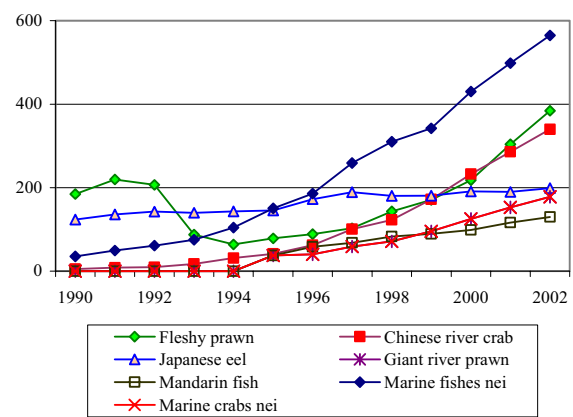 600
400
200
0
1990 1992 1994 1996 1998 2000 2002
Fleshy prawn Chinese river crab
Japanese eel Giant river prawn
Mandarin fish Marine fishes nei
Marine crabs nei